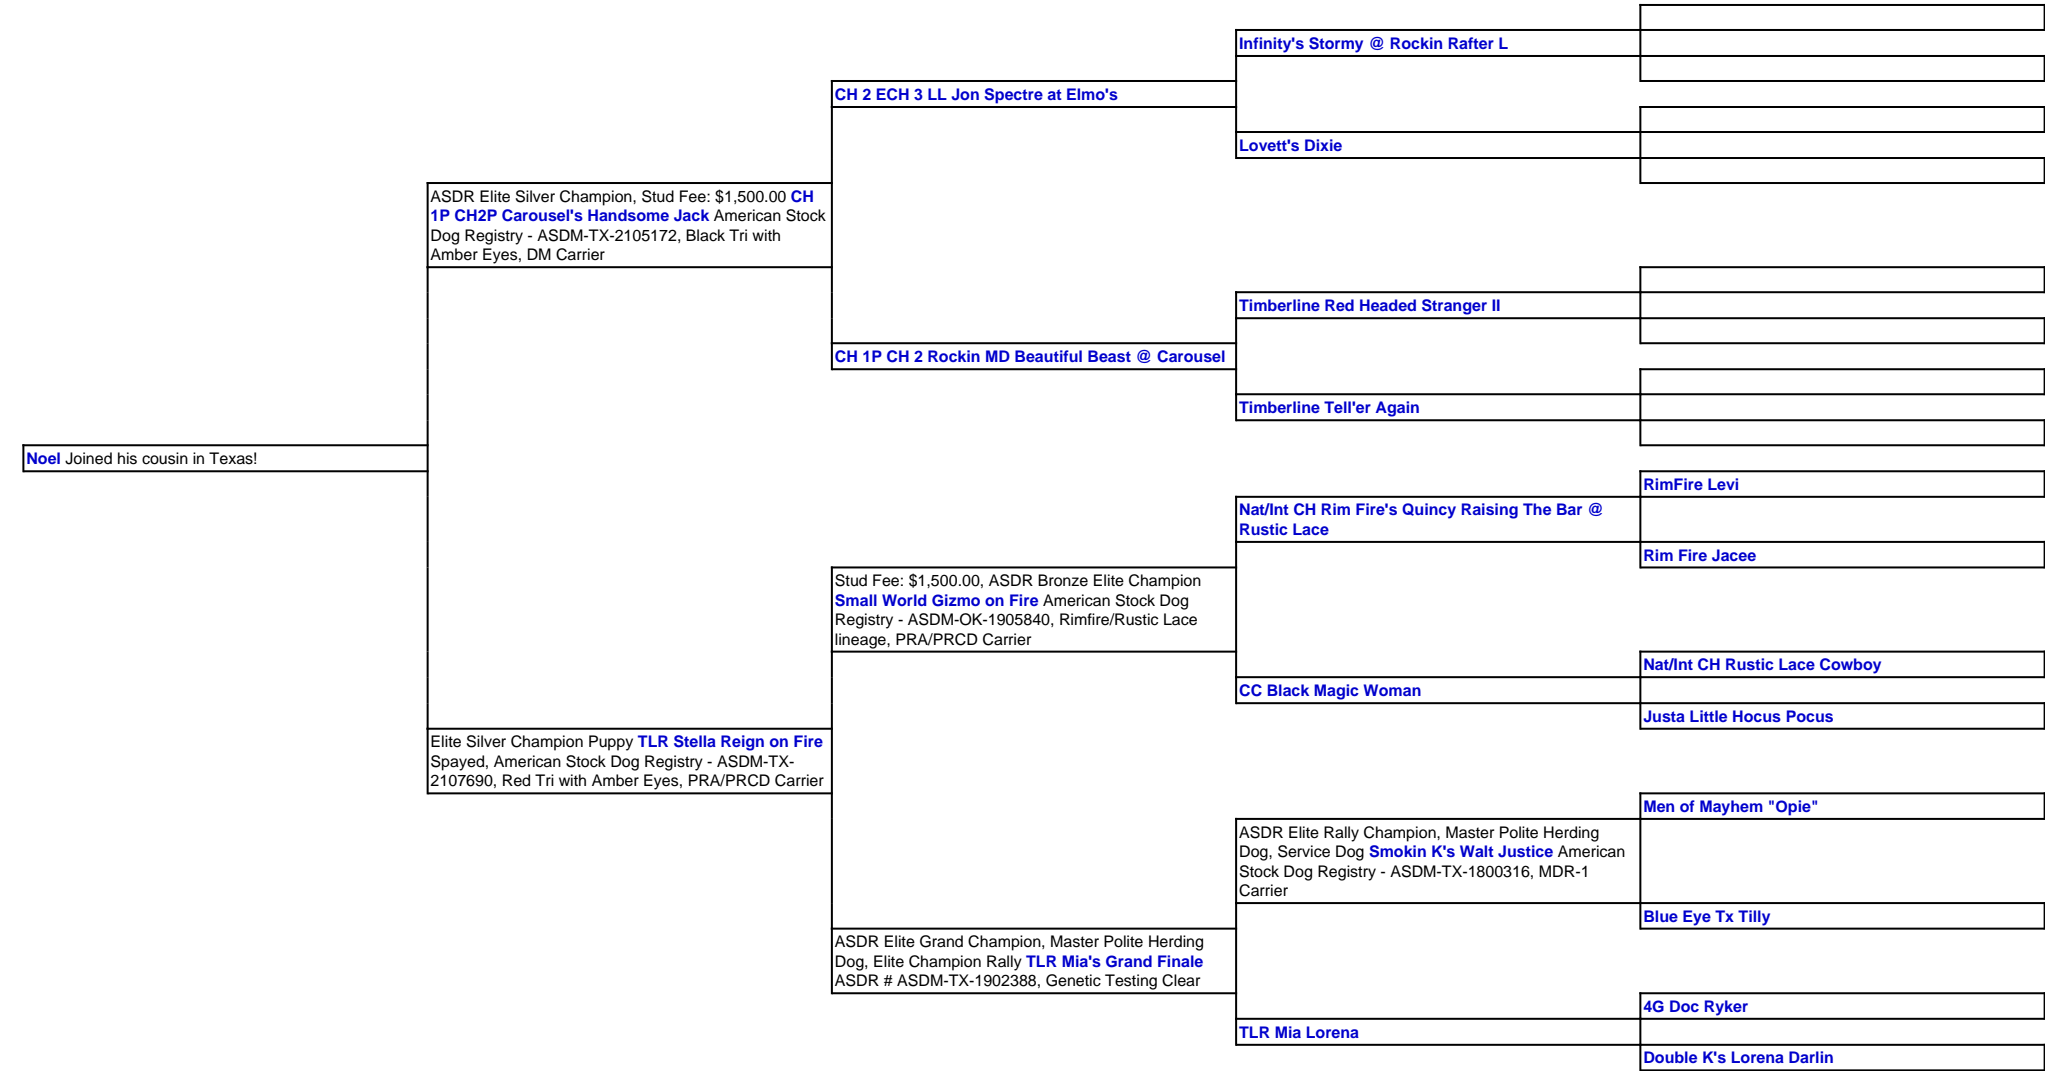 Infinity's Stormy @ Rockin Rafter L
CH 2 ECH 3 LL Jon Spectre at Elmo's
Lovett's Dixie
ASDR Elite Silver Champion, Stud Fee: $1,500.00 CH
1P CH2P Carousel's Handsome Jack American Stock
Dog Registry - ASDM-TX-2105172, Black Tri with
Amber Eyes, DM Carrier
Timberline Red Headed Stranger II
CH 1P CH 2 Rockin MD Beautiful Beast @ Carousel
Timberline Tell'er Again
Noel Joined his cousin in Texas!
RimFire Levi
Nat/Int CH Rim Fire's Quincy Raising The Bar @
Rustic Lace
Rim Fire Jacee
Stud Fee: $1,500.00, ASDR Bronze Elite Champion
Small World Gizmo on Fire American Stock Dog
Registry - ASDM-OK-1905840, Rimfire/Rustic Lace
lineage, PRA/PRCD Carrier
Nat/Int CH Rustic Lace Cowboy
CC Black Magic Woman
Justa Little Hocus Pocus
Elite Silver Champion Puppy TLR Stella Reign on Fire
Spayed, American Stock Dog Registry - ASDM-TX-
2107690, Red Tri with Amber Eyes, PRA/PRCD Carrier
Men of Mayhem "Opie"
ASDR Elite Rally Champion, Master Polite Herding
Dog, Service Dog Smokin K's Walt Justice American
Stock Dog Registry - ASDM-TX-1800316, MDR-1
Carrier
Blue Eye Tx Tilly
ASDR Elite Grand Champion, Master Polite Herding
Dog, Elite Champion Rally TLR Mia's Grand Finale
ASDR # ASDM-TX-1902388, Genetic Testing Clear
4G Doc Ryker
TLR Mia Lorena
Double K's Lorena Darlin